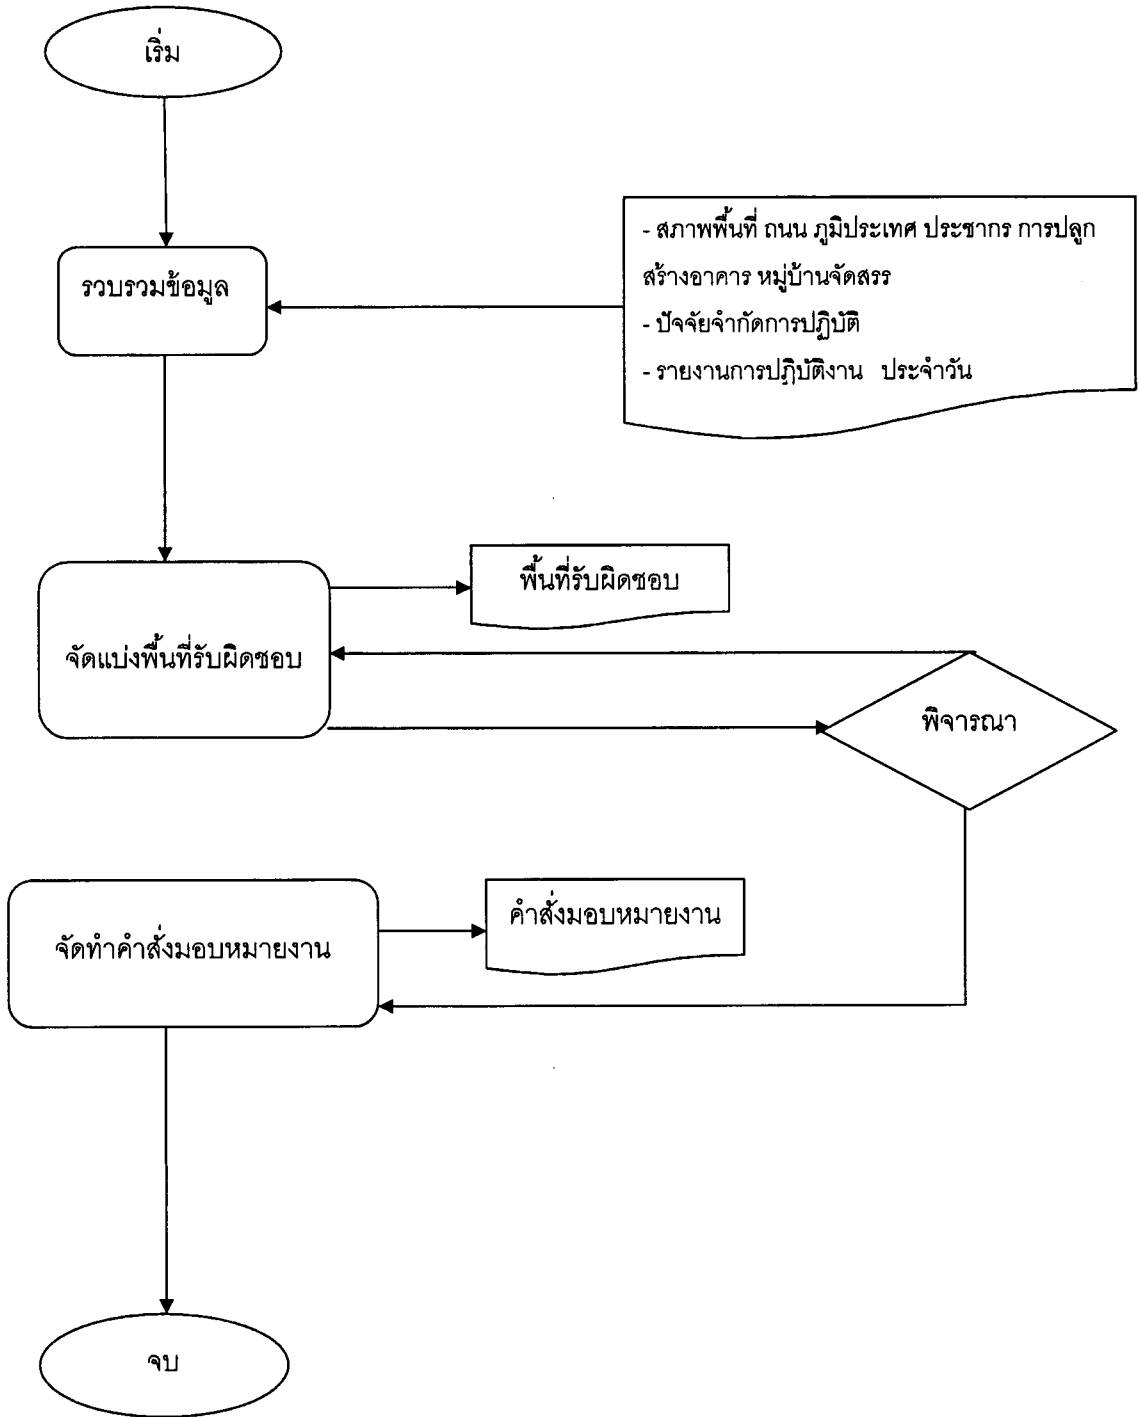 เริ่ม
- สภาพพื้นที่ ถนน ภูมิประเทศ ประชากร การปลูก
สร้างอาคาร หมู่บ้านจัดสรร
- ปัจจัยจำกัดการปฏิบัติ
- รายงานการปฏิบัติงาน ประจำวัน
รวบรวมข้อมูล
พื้นที่รับผิดชอบ
จัดแบ่งพื้นที่รับผิดชอบ
พิจารณา
คำสั่งมอบหมายงาน
จัดทำคำสั่งมอบหมายงาน
จบ